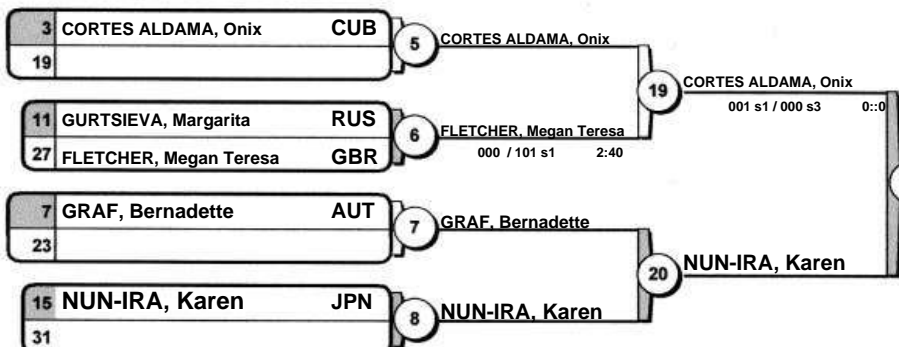 3 CORTES ALDAMA, Onix CUB
19
5 CORTES ALDAMA, Onix
19 CORTES ALDAMA, Onix
001 s1 / 000 s3 0::0
11 GURTSIEVA, Margarita RUS
27 FLETCHER, Megan Teresa GBR
6 FLETCHER, Megan Teresa
000 / 101 s1 2:40
7 GRAF, Bernadette AUT
23
7 GRAF, Bernadette
20 NUN-IRA, Karen
15 NUN-IRA, Karen JPN
31
8 NUN-IRA, Karen